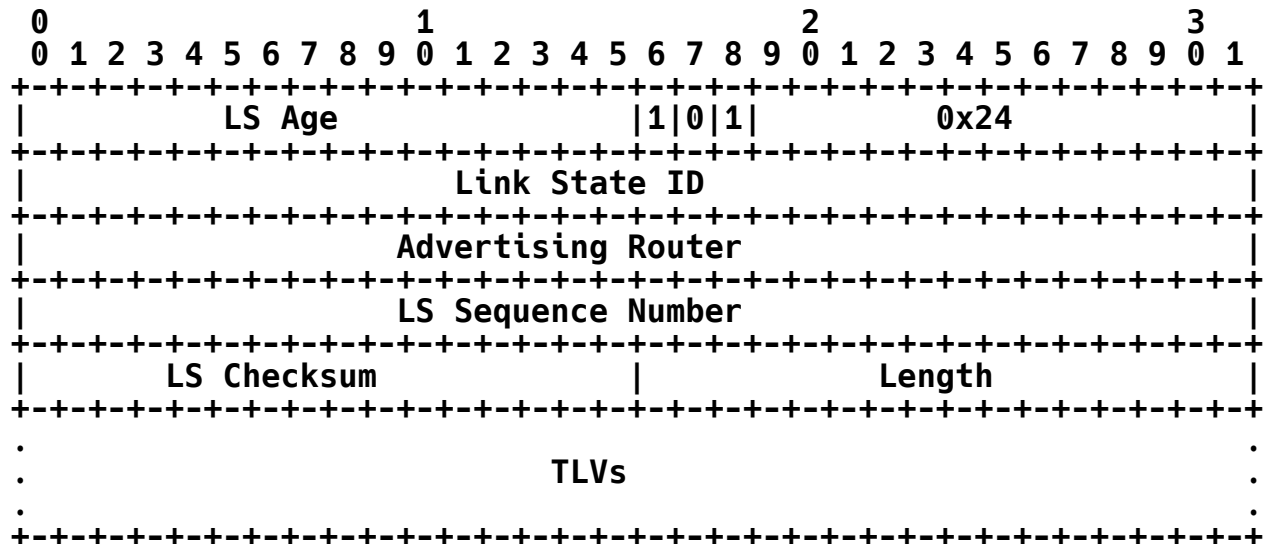 0                   1                   2                   3
 0 1 2 3 4 5 6 7 8 9 0 1 2 3 4 5 6 7 8 9 0 1 2 3 4 5 6 7 8 9 0 1
+-+-+-+-+-+-+-+-+-+-+-+-+-+-+-+-+-+-+-+-+-+-+-+-+-+-+-+-+-+-+-+-+
|          LS Age               |1|0|1|         0x24            |
+-+-+-+-+-+-+-+-+-+-+-+-+-+-+-+-+-+-+-+-+-+-+-+-+-+-+-+-+-+-+-+-+
|                      Link State ID                            |
+-+-+-+-+-+-+-+-+-+-+-+-+-+-+-+-+-+-+-+-+-+-+-+-+-+-+-+-+-+-+-+-+
|                   Advertising Router                          |
+-+-+-+-+-+-+-+-+-+-+-+-+-+-+-+-+-+-+-+-+-+-+-+-+-+-+-+-+-+-+-+-+
|                   LS Sequence Number                          |
+-+-+-+-+-+-+-+-+-+-+-+-+-+-+-+-+-+-+-+-+-+-+-+-+-+-+-+-+-+-+-+-+
|       LS Checksum             |            Length             |
+-+-+-+-+-+-+-+-+-+-+-+-+-+-+-+-+-+-+-+-+-+-+-+-+-+-+-+-+-+-+-+-+
.                                                               .
.                           TLVs                                .
.                                                               .
+-+-+-+-+-+-+-+-+-+-+-+-+-+-+-+-+-+-+-+-+-+-+-+-+-+-+-+-+-+-+-+-+